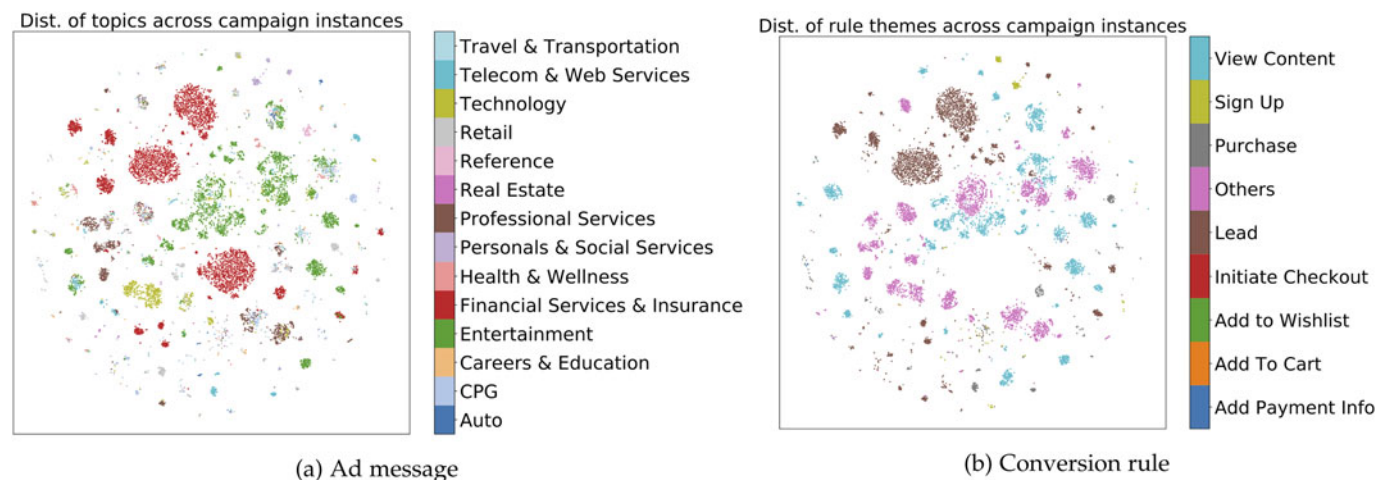 Dist. of topics across campaign instances
Travel & Transportation
Telecom & Web Services
Technology
Retail
Reference
Real Estate
Professional Services
Personals & Social Services
Health & Wellness
Financial Services & Insurance
Entertainment
Careers & Education
CPG
Auto
(a) Ad message
Dist. of rule themes across campaign instances
View Content
Sign Up
Purchase
Others
Lead
Initiate Checkout
Add to Wishlist
Add To Cart
Add Payment Info
(b) Conversion rule